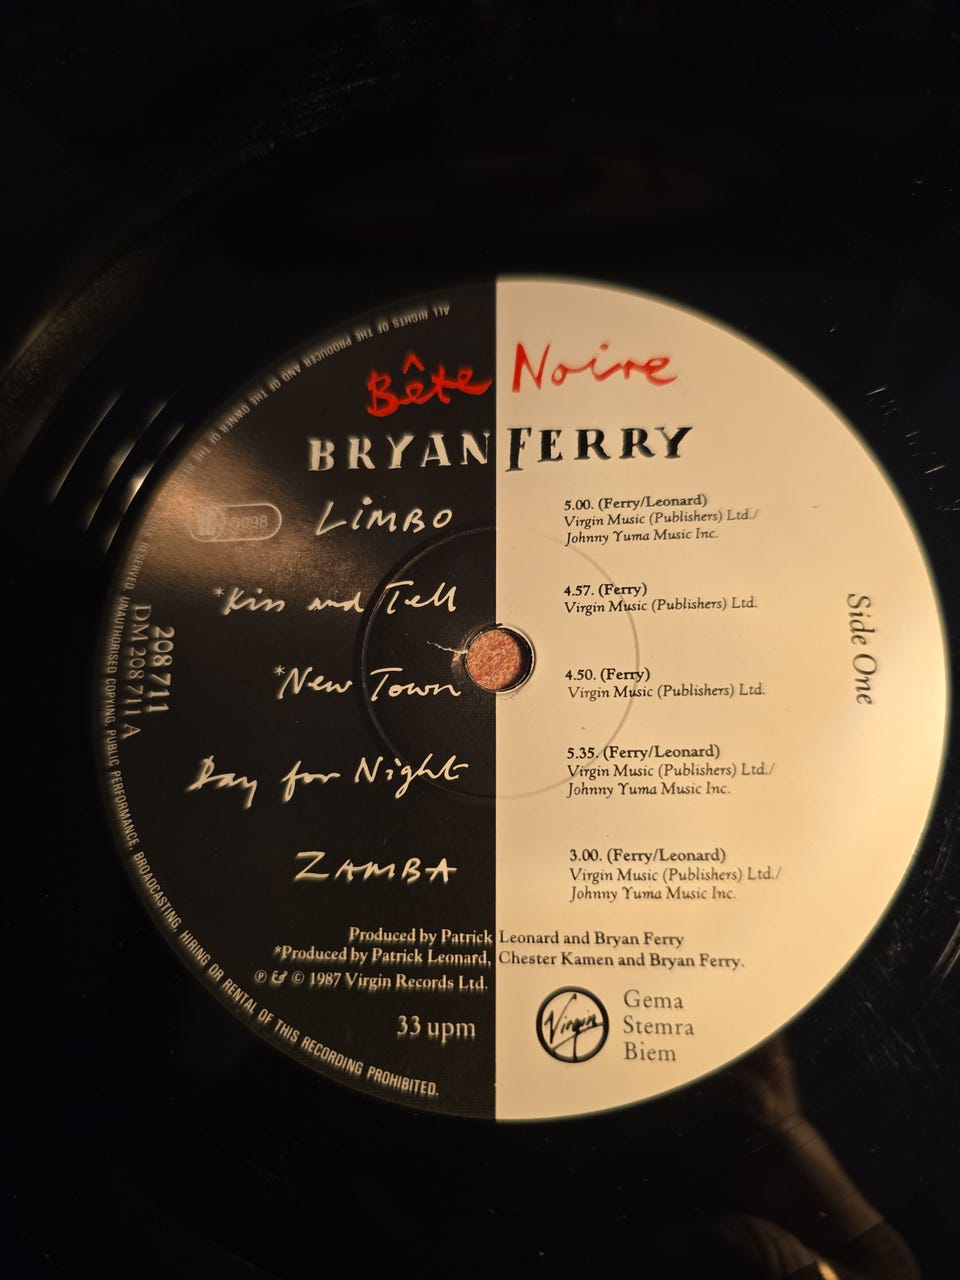 Bête Noire
BRYAN FERRY
LIMBO 5.00. (Ferry/Leonard)
Virgin Music (Publishers) Ltd./
Johnny Yuma Music Inc.
*Kiss and Tell 4.57. (Ferry)
Virgin Music (Publishers) Ltd.
*New Town 4.50. (Ferry)
Virgin Music (Publishers) Ltd.
Day for Night 5.35. (Ferry/Leonard)
Virgin Music (Publishers) Ltd./
Johnny Yuma Music Inc.
ZAMBA 3.00. (Ferry/Leonard)
Virgin Music (Publishers) Ltd./
Johnny Yuma Music Inc.
Produced by Patrick Leonard and Bryan Ferry
*Produced by Patrick Leonard, Chester Kamen and Bryan Ferry.
℗ & © 1987 Virgin Records Ltd.
33 upm
Virgin
Gema
Stemra
Biem
Side One
208 711
DM 208 711 A
ALL RIGHTS OF THE PRODUCER AND OF THE OWNER OF THE RESERVED. UNAUTHORISED COPYING, PUBLIC PERFORMANCE, BROADCASTING, HIRING OR RENTAL OF THIS RECORDING PROHIBITED.